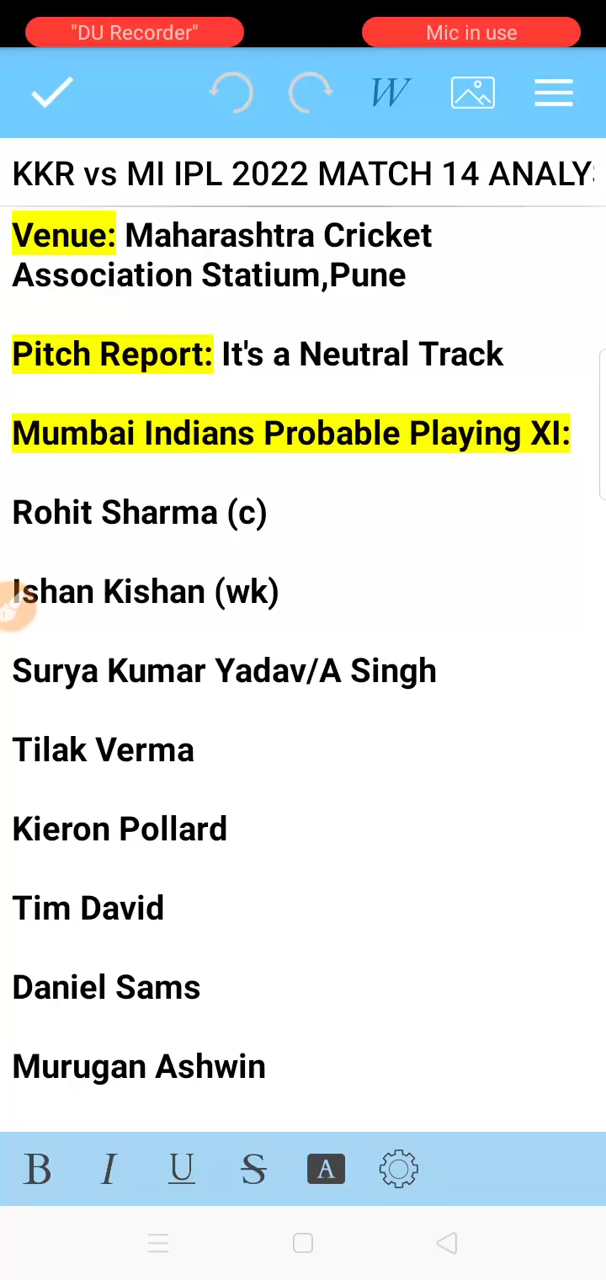 "DU Recorder"
Mic in use
W
KKR vs MI IPL 2022 MATCH 14 ANALY
Venue: Maharashtra Cricket
Association Statium,Pune
Pitch Report: It's a Neutral Track
Mumbai Indians Probable Playing XI:
Rohit Sharma (c)
Ishan Kishan (wk)
Surya Kumar Yadav/A Singh
Tilak Verma
Kieron Pollard
Tim David
Daniel Sams
Murugan Ashwin
B I U S A